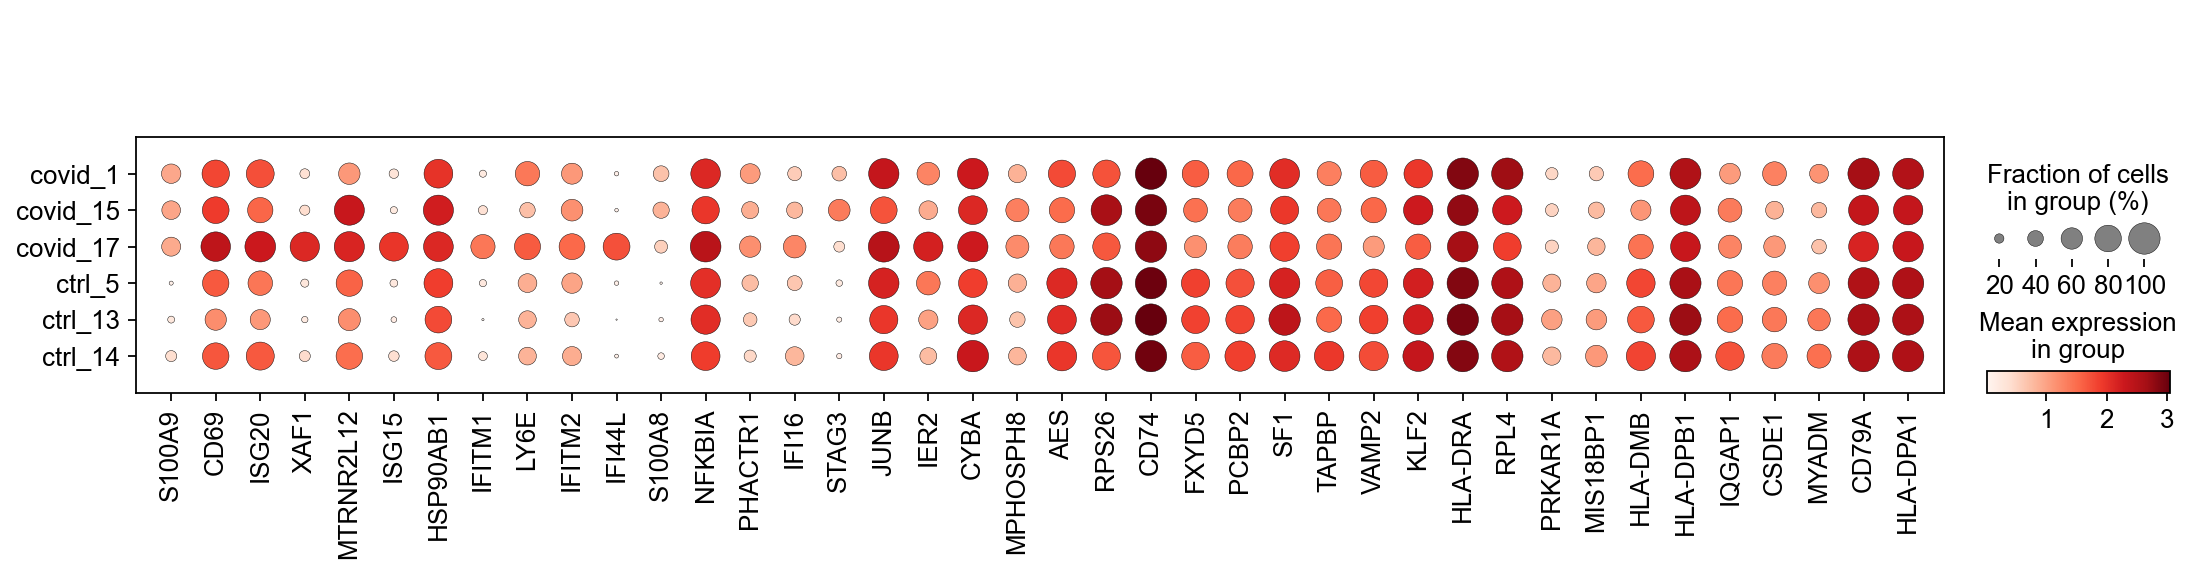 covid_1
covid_15
covid_17
ctrl_5
ctrl_13
ctrl_14
S100A9
CD69
ISG20
XAF1
MTRNR2L12
ISG15
HSP90AB1
IFITM1
LY6E
IFITM2
IFI44L
S100A8
NFKBIA
PHACTR1
IFI16
STAG3
JUNB
IER2
CYBA
MPHOSPH8
AES
RPS26
CD74
FXYD5
PCBP2
SF1
TAPBP
VAMP2
KLF2
HLA-DRA
RPL4
PRKAR1A
MIS18BP1
HLA-DMB
HLA-DPB1
IQGAP1
CSDE1
MYADM
CD79A
HLA-DPA1
Fraction of cells
in group (%)
20 40 60 80 100
Mean expression
in group
1 2 3